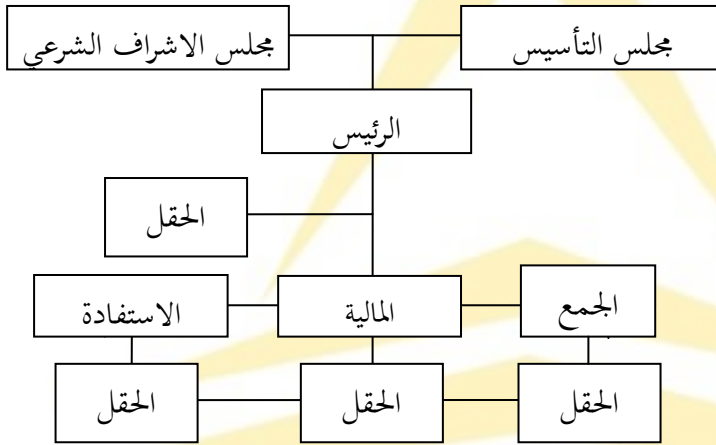 مجلس التأسيس
مجلس الاشراف الشرعي
الرئيس
الحقل
الجمع
المالية
الاستفادة
الحقل
الحقل
الحقل